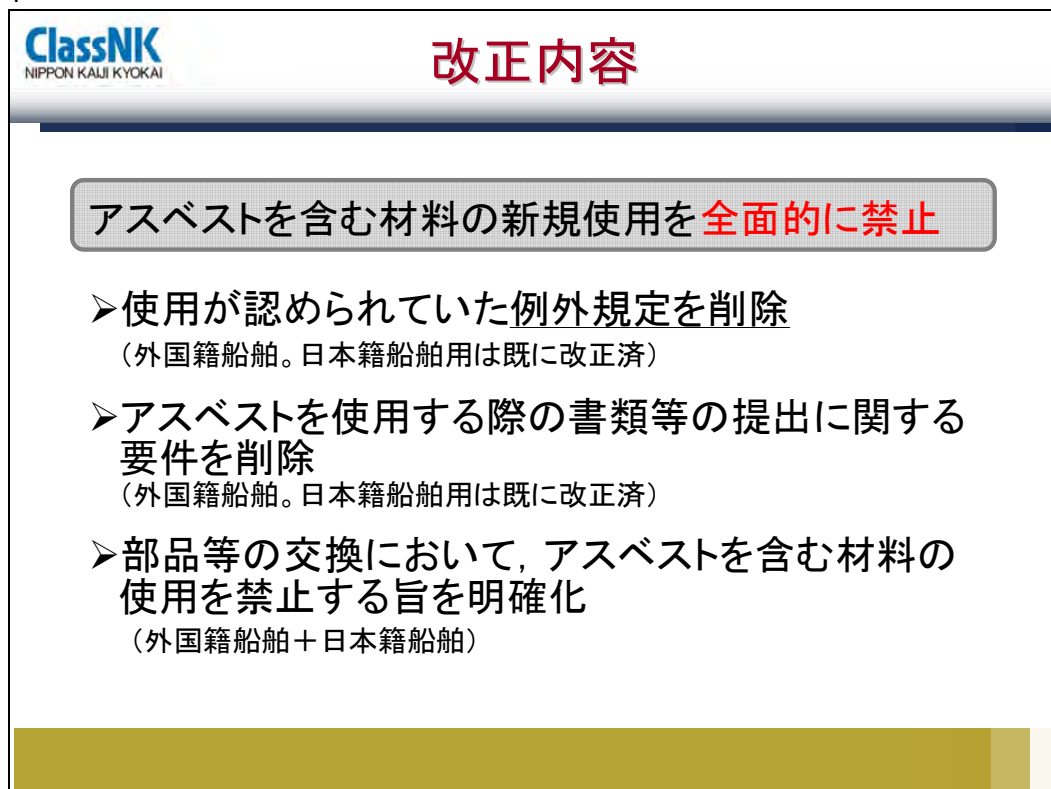 ClassNK
NIPPON KAIJI KYOKAI
改正内容
アスベストを含む材料の新規使用を全面的に禁止
➢使用が認められていた例外規定を削除
（外国籍船舶。日本籍船舶用は既に改正済）
➢アスベストを使用する際の書類等の提出に関する
要件を削除
（外国籍船舶。日本籍船舶用は既に改正済）
➢部品等の交換において，アスベストを含む材料の
使用を禁止する旨を明確化
（外国籍船舶＋日本籍船舶）